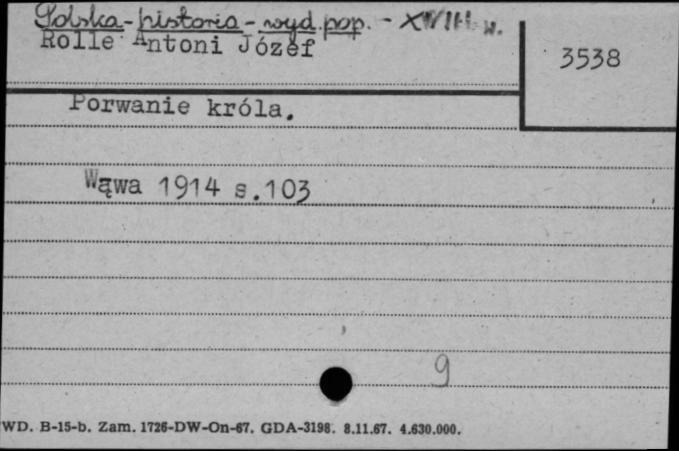 Polska - historia - wyd. pop. - XVIII w.
Rolle Antoni Józef
3538
Porwanie króla.
Wąwa 1914 s.103
9
WD. B-15-b. Zam. 1726-DW-On-67. GDA-3198. 8.11.67. 4.630.000.